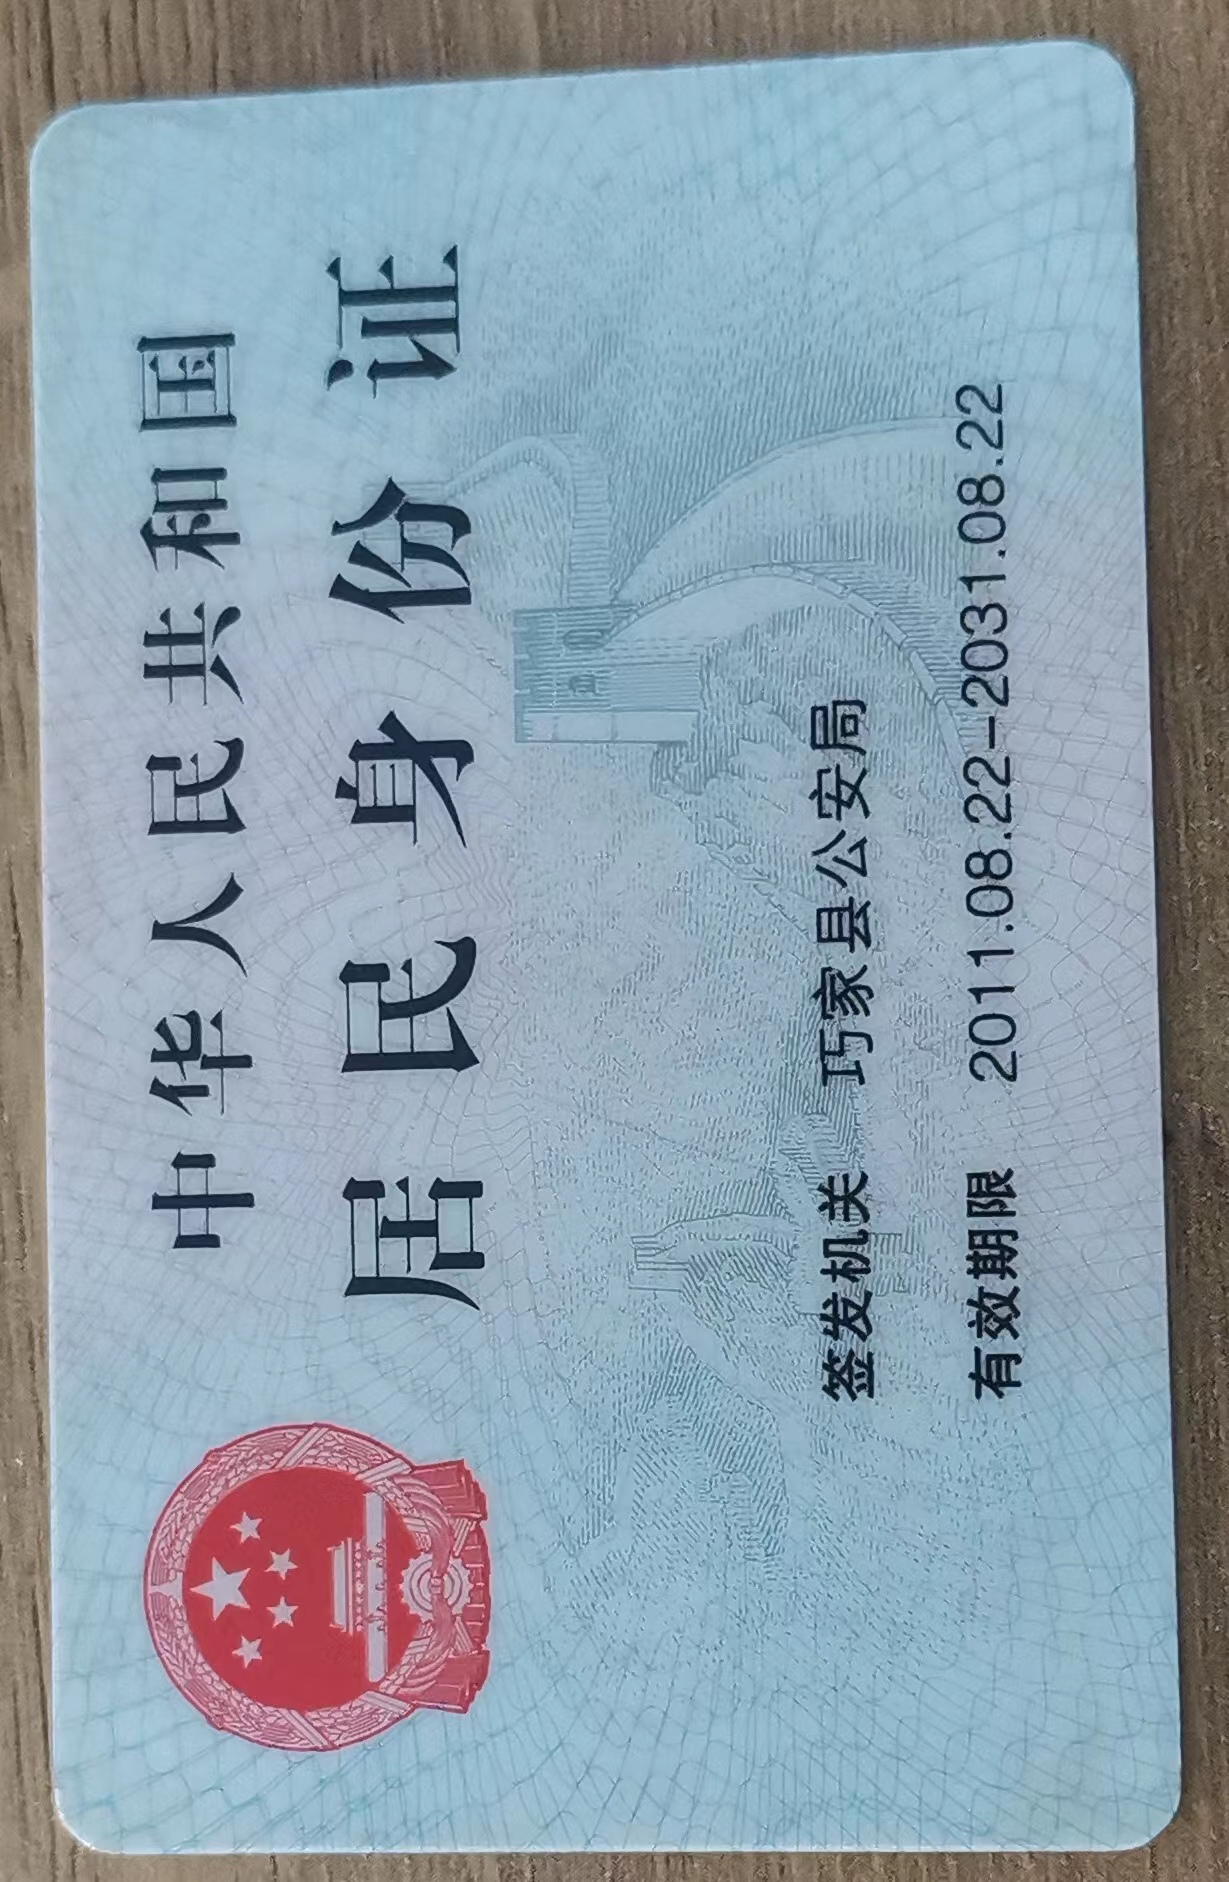 中华人民共和国
居民身份证
签发机关 巧家县公安局
有效期限 2011.08.22-2031.08.22